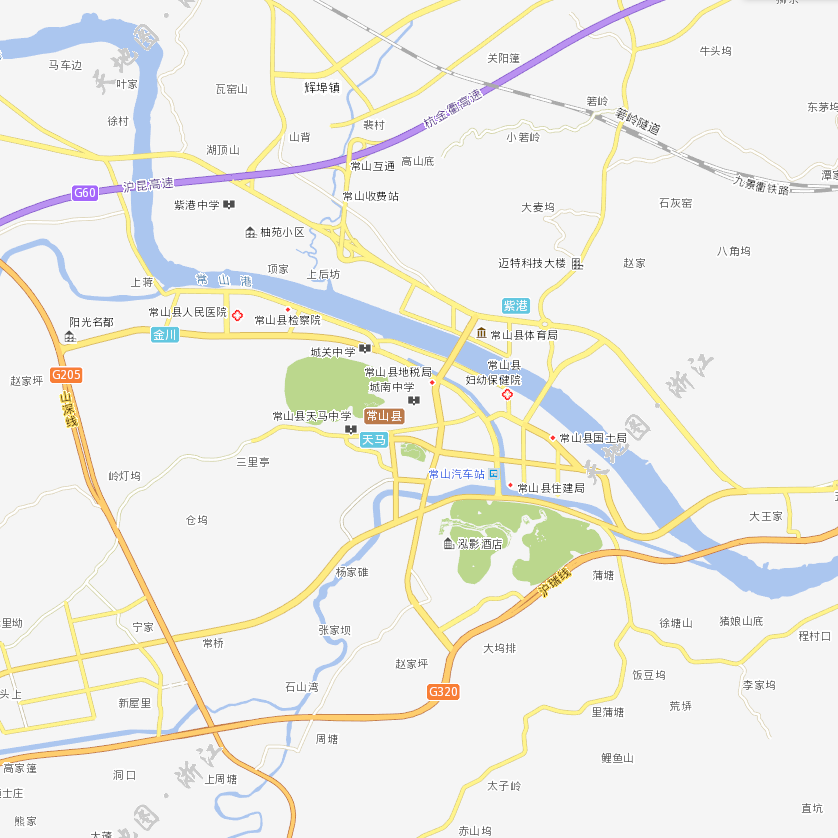 狮东
牛头坞
关阳篷
马车边
叶家
天地图
瓦窑山
辉埠镇
徐村
裴村
箬岭
东茅坞
箬岭隧道
杭金衢高速
小箬岭
山背
湖顶山
高山底
常山互通
潭家
九景衢铁路
沪昆高速
G60
常山收费站
紫港中学
大麦坞
石灰窑
柚苑小区
八角坞
迈特科技大楼
赵家
项家
上后坊
上蒋
常山港
常山县人民医院
紫港
阳光名都
常山县检察院
金川
常山县体育局
城关中学
常山县
妇幼保健院
常山县地税局
城南中学
赵家坪
G205
浙江
山深线
常山县天马中学
常山县
天马
常山县国土局
三里亭
天地图
岭灯坞
常山汽车站
常山县住建局
大王家
仓坞
泓影酒店
杨家碓
沪瑞线
蒲塘
里坳
宁家
张家坝
徐塘山
猪娘山底
程村口
常桥
大坞排
赵家坪
饭豆坞
李家坞
头上
石山湾
G320
新屋里
荒塝
里蒲塘
周塘
鲤鱼山
高家篷
洞口
上周塘
浙江
太子岭
士庄
熊家
地图
直坑
赤山坞